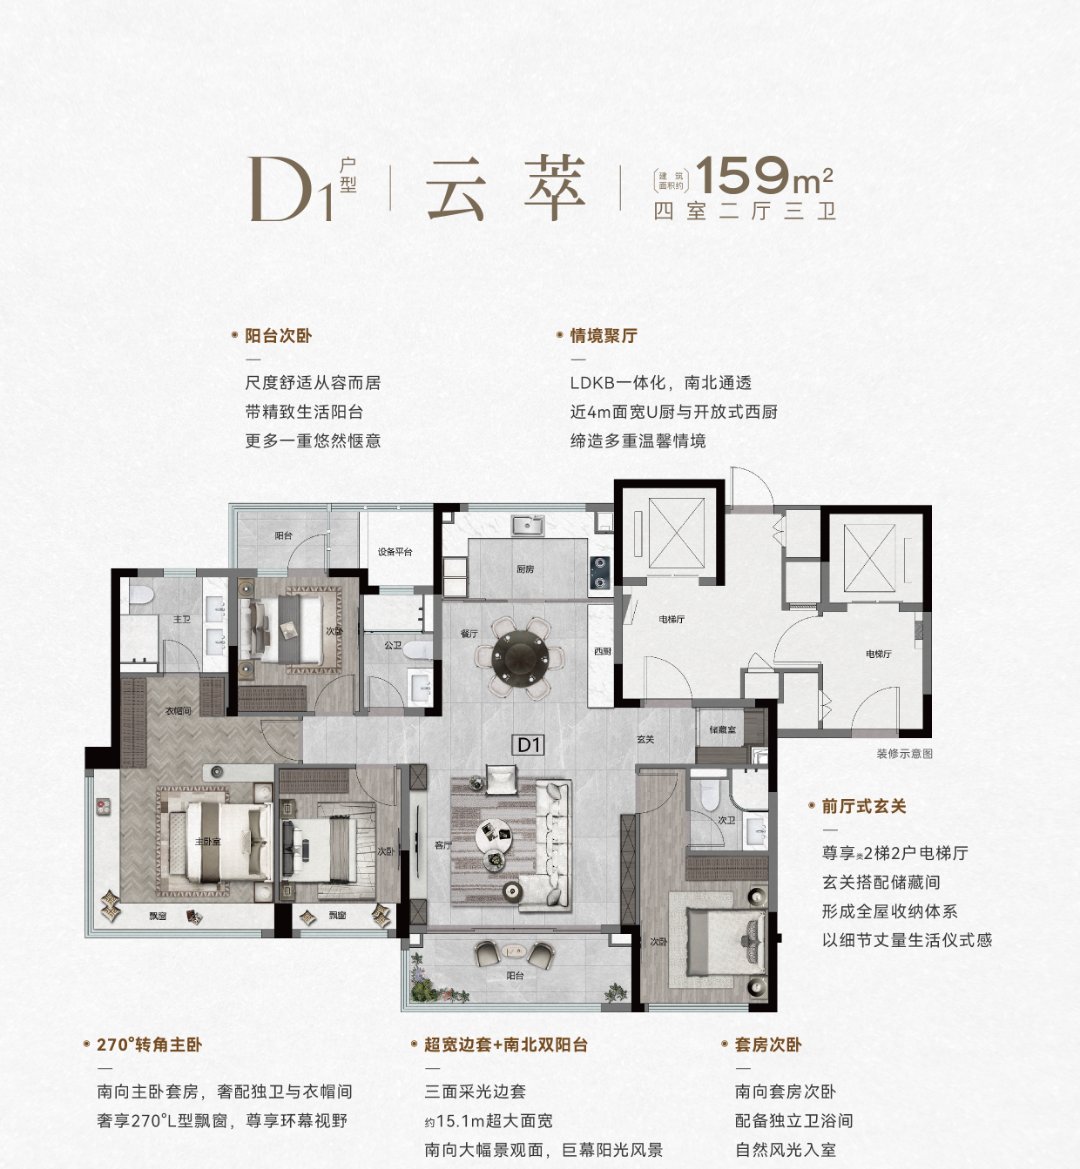 D1 户型 云萃 建筑面积约 159m²
四室二厅三卫
阳台次卧
尺度舒适从容而居
带精致生活阳台
更多一重悠然惬意
情境聚厅
LDKB一体化，南北通透
近4m面宽U厨与开放式西厨
缔造多重温馨情境
阳台
设备平台
厨房
主卫
次卧
公卫
餐厅
西厨
电梯厅
电梯厅
衣帽间
D1
玄关
储藏室
装修示意图
主卧室
次卧
客厅
次卫
飘窗
飘窗
次卧
阳台
前厅式玄关
尊享类2梯2户电梯厅
玄关搭配储藏间
形成全屋收纳体系
以细节丈量生活仪式感
270°转角主卧
南向主卧套房，奢配独卫与衣帽间
奢享270°L型飘窗，尊享环幕视野
超宽边套+南北双阳台
三面采光边套
约15.1m超大面宽
南向大幅景观面，巨幕阳光风景
套房次卧
南向套房次卧
配备独立卫浴间
自然风光入室